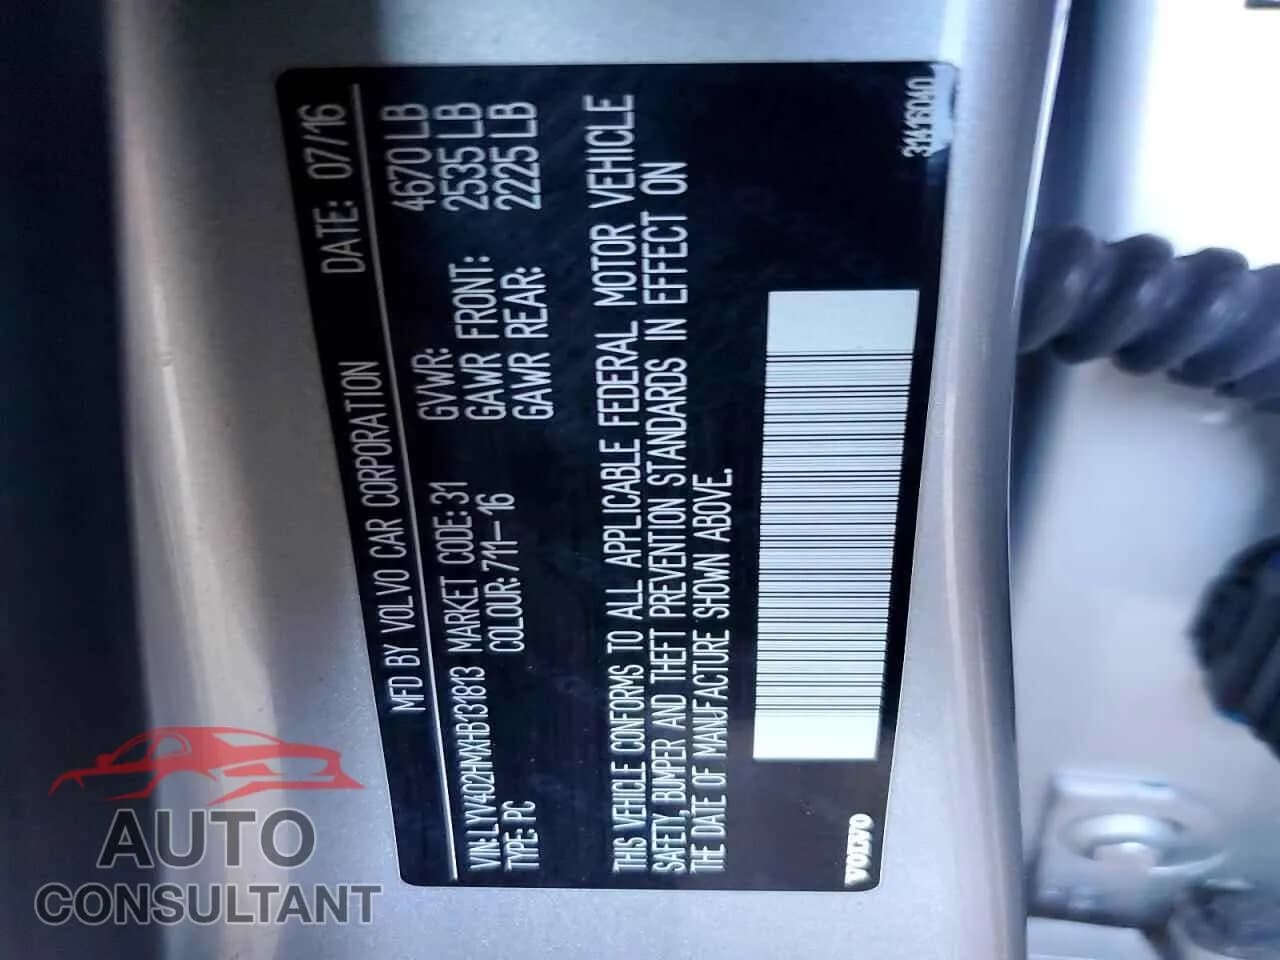 MFD BY VOLVO CAR CORPORATION DATE: 07/16
VIN: LYV402HMXHB131813 MARKET CODE: 31 GVWR: 4670 LB
TYPE: PC COLOUR: 711-16 GAWR FRONT: 2535 LB
GAWR REAR: 2225 LB
THIS VEHICLE CONFORMS TO ALL APPLICABLE FEDERAL MOTOR VEHICLE
SAFETY, BUMPER AND THEFT PREVENTION STANDARDS IN EFFECT ON
THE DATE OF MANUFACTURE SHOWN ABOVE.
VOLVO
31416040
AUTO
CONSULTANT